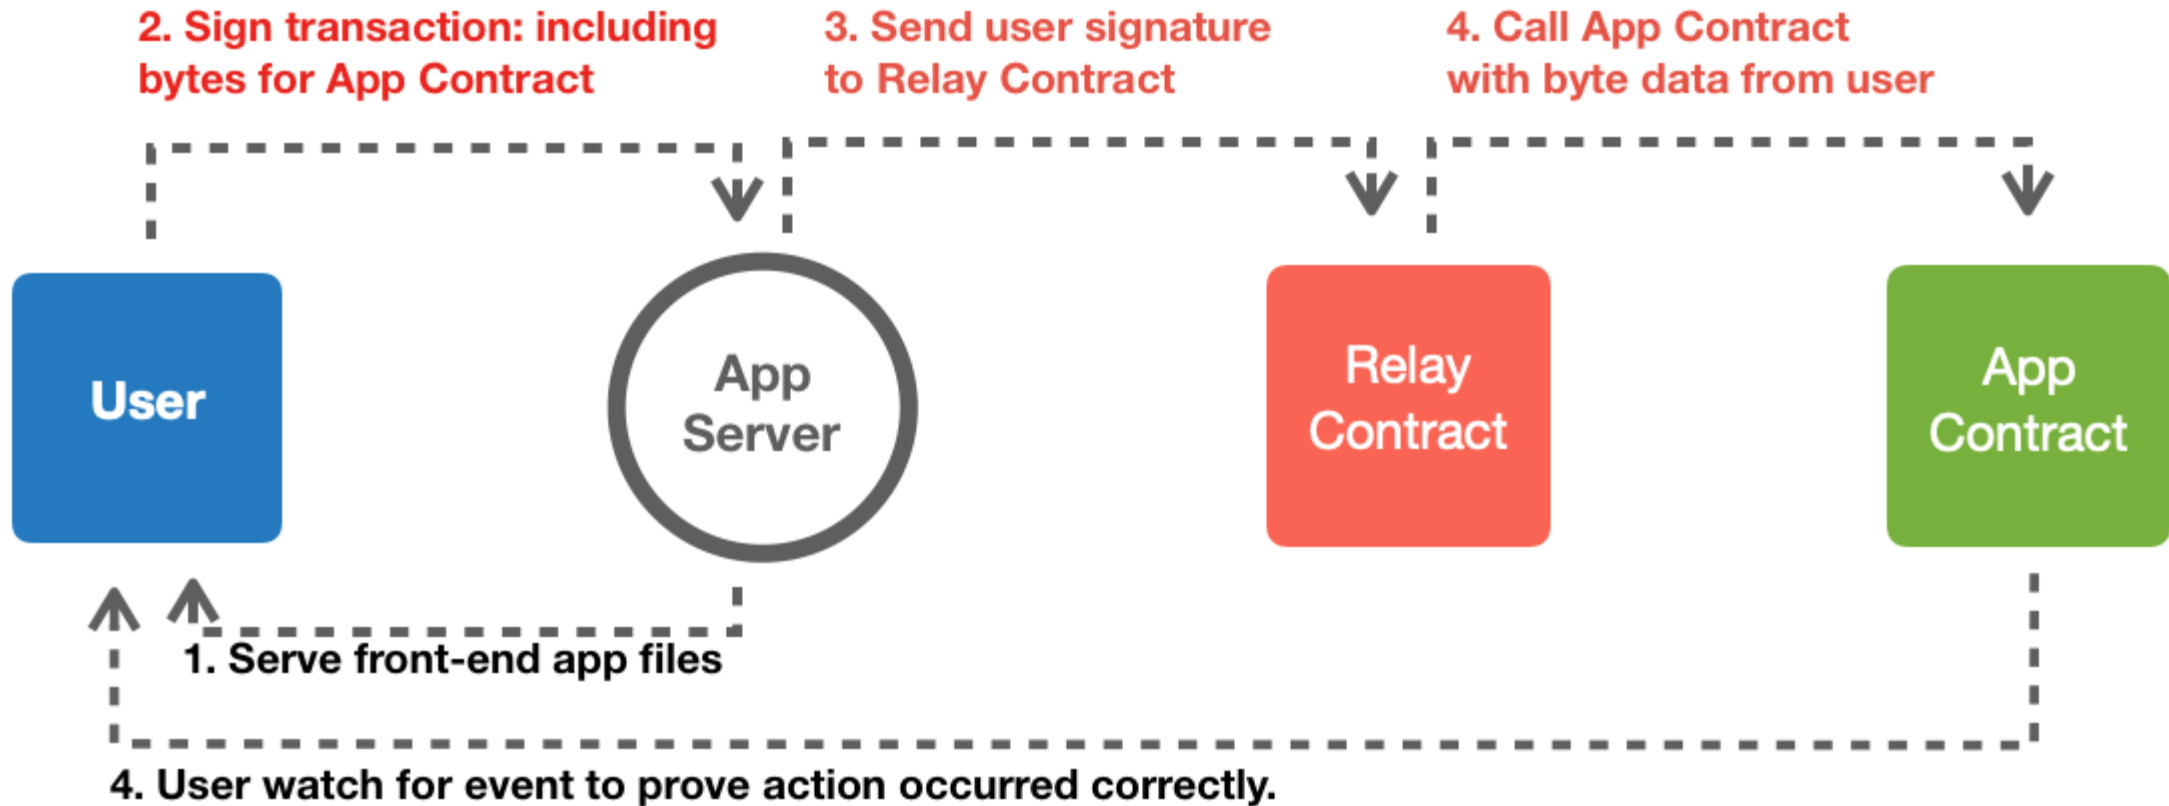 2. Sign transaction: including
bytes for App Contract
3. Send user signature
to Relay Contract
4. Call App Contract
with byte data from user
User
App
Server
Relay
Contract
App
Contract
1. Serve front-end app files
4. User watch for event to prove action occurred correctly.